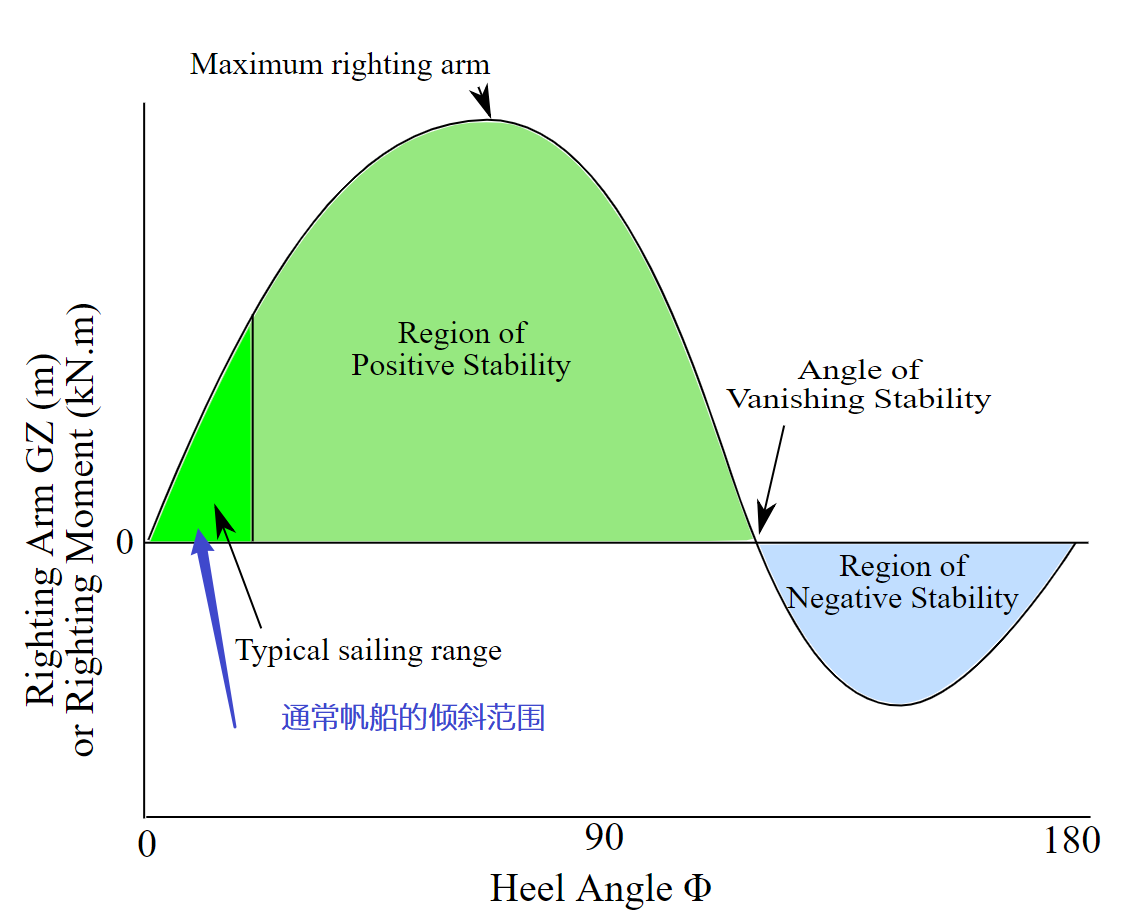 Maximum righting arm
Region of
Positive Stability
Angle of
Vanishing Stability
Righting Arm GZ (m)
or Righting Moment (kN.m)
0
Region of
Negative Stability
Typical sailing range
通常帆船的倾斜范围
0
90
180
Heel Angle Φ